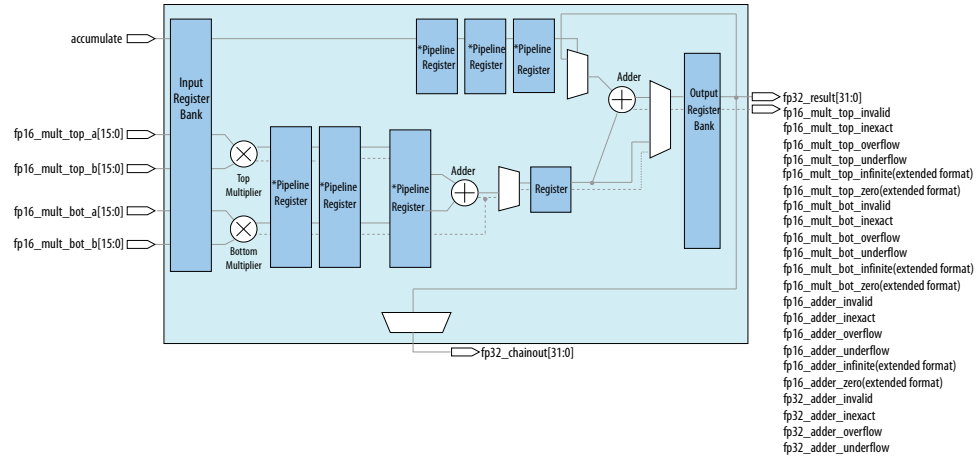 accumulate
fp16_mult_top_a[15:0]
fp16_mult_top_b[15:0]
fp16_mult_bot_a[15:0]
fp16_mult_bot_b[15:0]
Input
Register
Bank
Top
Multiplier
Bottom
Multiplier
*Pipeline
Register
*Pipeline
Register
*Pipeline
Register
*Pipeline
Register
*Pipeline
Register
*Pipeline
Register
Adder
Register
Adder
Output
Register
Bank
fp32_chainout[31:0]
fp32_result[31:0]
fp16_mult_top_invalid
fp16_mult_top_inexact
fp16_mult_top_overflow
fp16_mult_top_underflow
fp16_mult_top_infinite(extended format)
fp16_mult_top_zero(extended format)
fp16_mult_bot_invalid
fp16_mult_bot_inexact
fp16_mult_bot_overflow
fp16_mult_bot_underflow
fp16_mult_bot_infinite(extended format)
fp16_mult_bot_zero(extended format)
fp16_adder_invalid
fp16_adder_inexact
fp16_adder_overflow
fp16_adder_underflow
fp16_adder_infinite(extended format)
fp16_adder_zero(extended format)
fp32_adder_invalid
fp32_adder_inexact
fp32_adder_overflow
fp32_adder_underflow